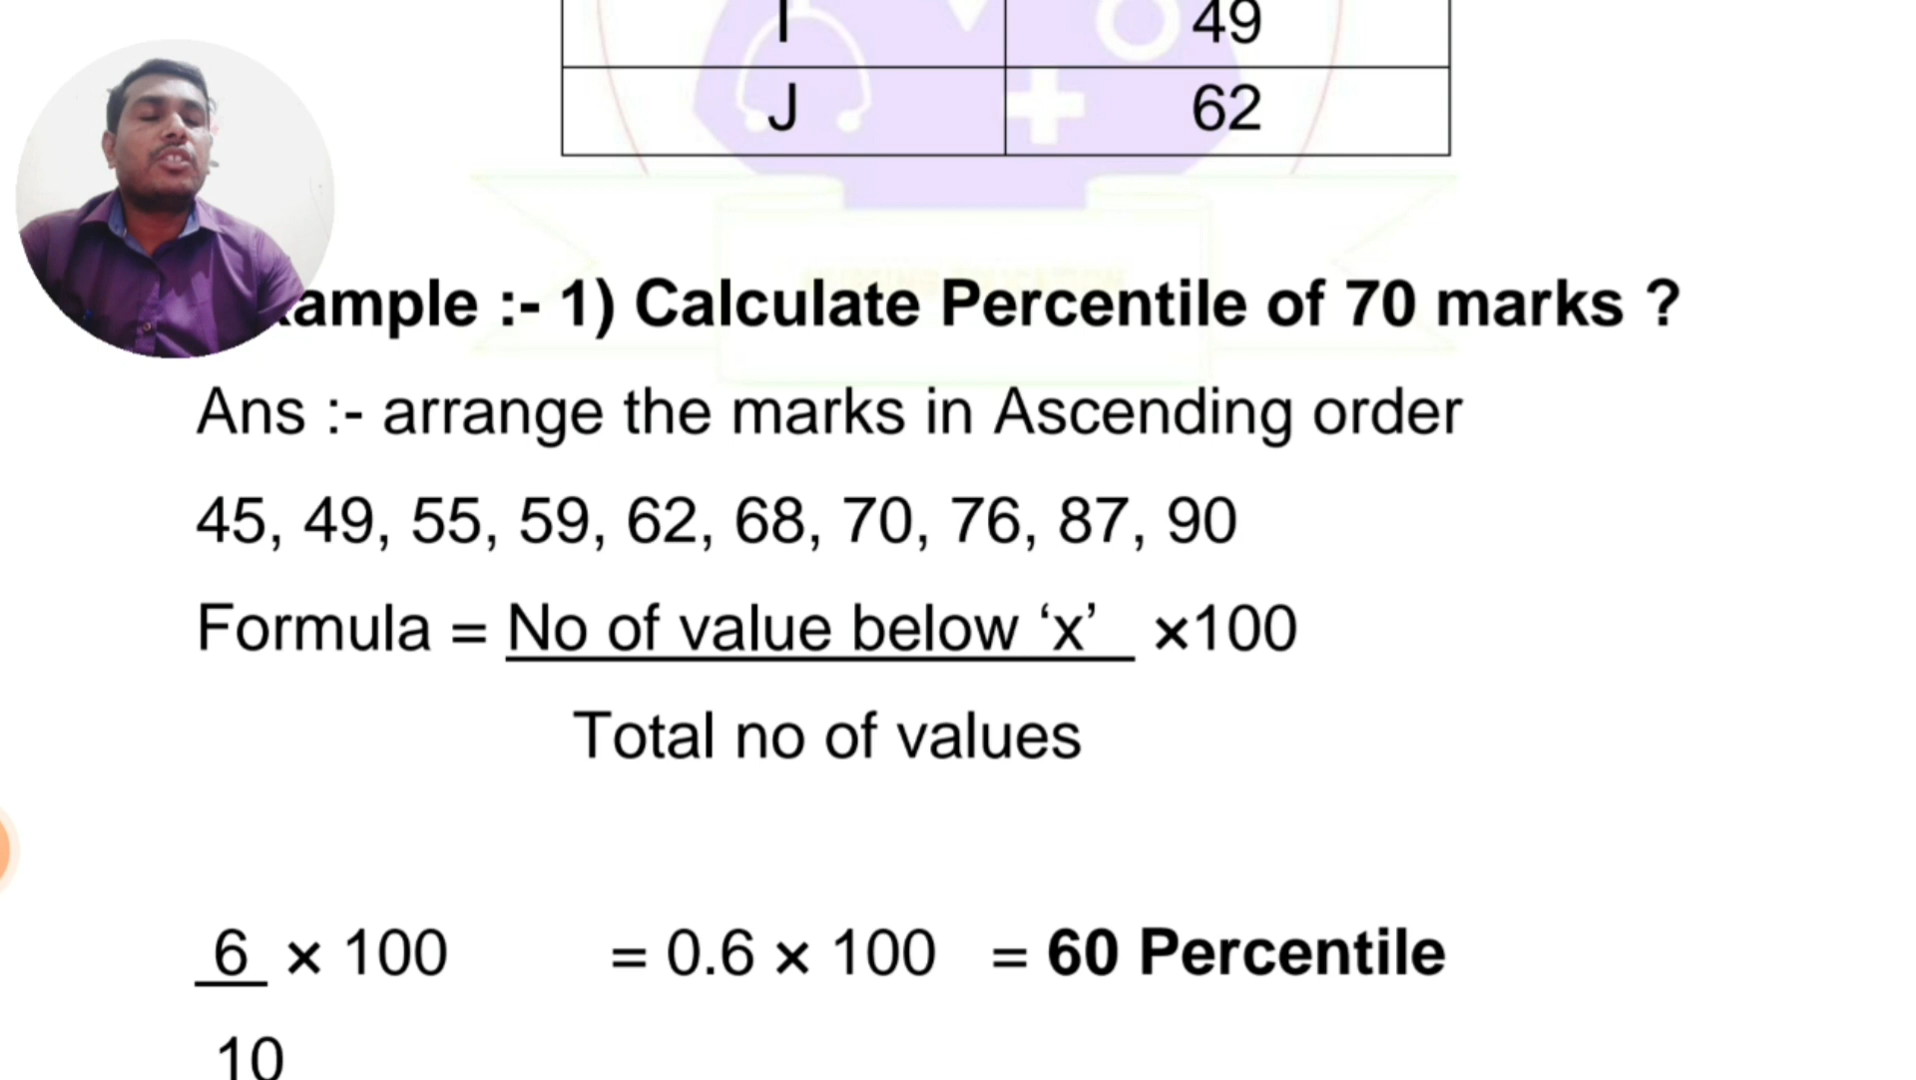 I 49
J 62
ample :- 1) Calculate Percentile of 70 marks ?
Ans :- arrange the marks in Ascending order
45, 49, 55, 59, 62, 68, 70, 76, 87, 90
Formula = No of value below ‘x’ ×100
Total no of values
6 × 100 = 0.6 × 100 = 60 Percentile
10